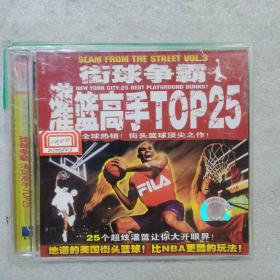 SLAM FROM THE STREET VOL.3
街球争霸
NEW YORK CITY: 25 BEST PLAYGROUND DUNKS!
灌篮高手TOP25
全球热销！街头篮球顶尖之作！
FILA
25个超炫灌篮让你大开眼界！
地道的美国街头篮球！比NBA更酷的玩法！